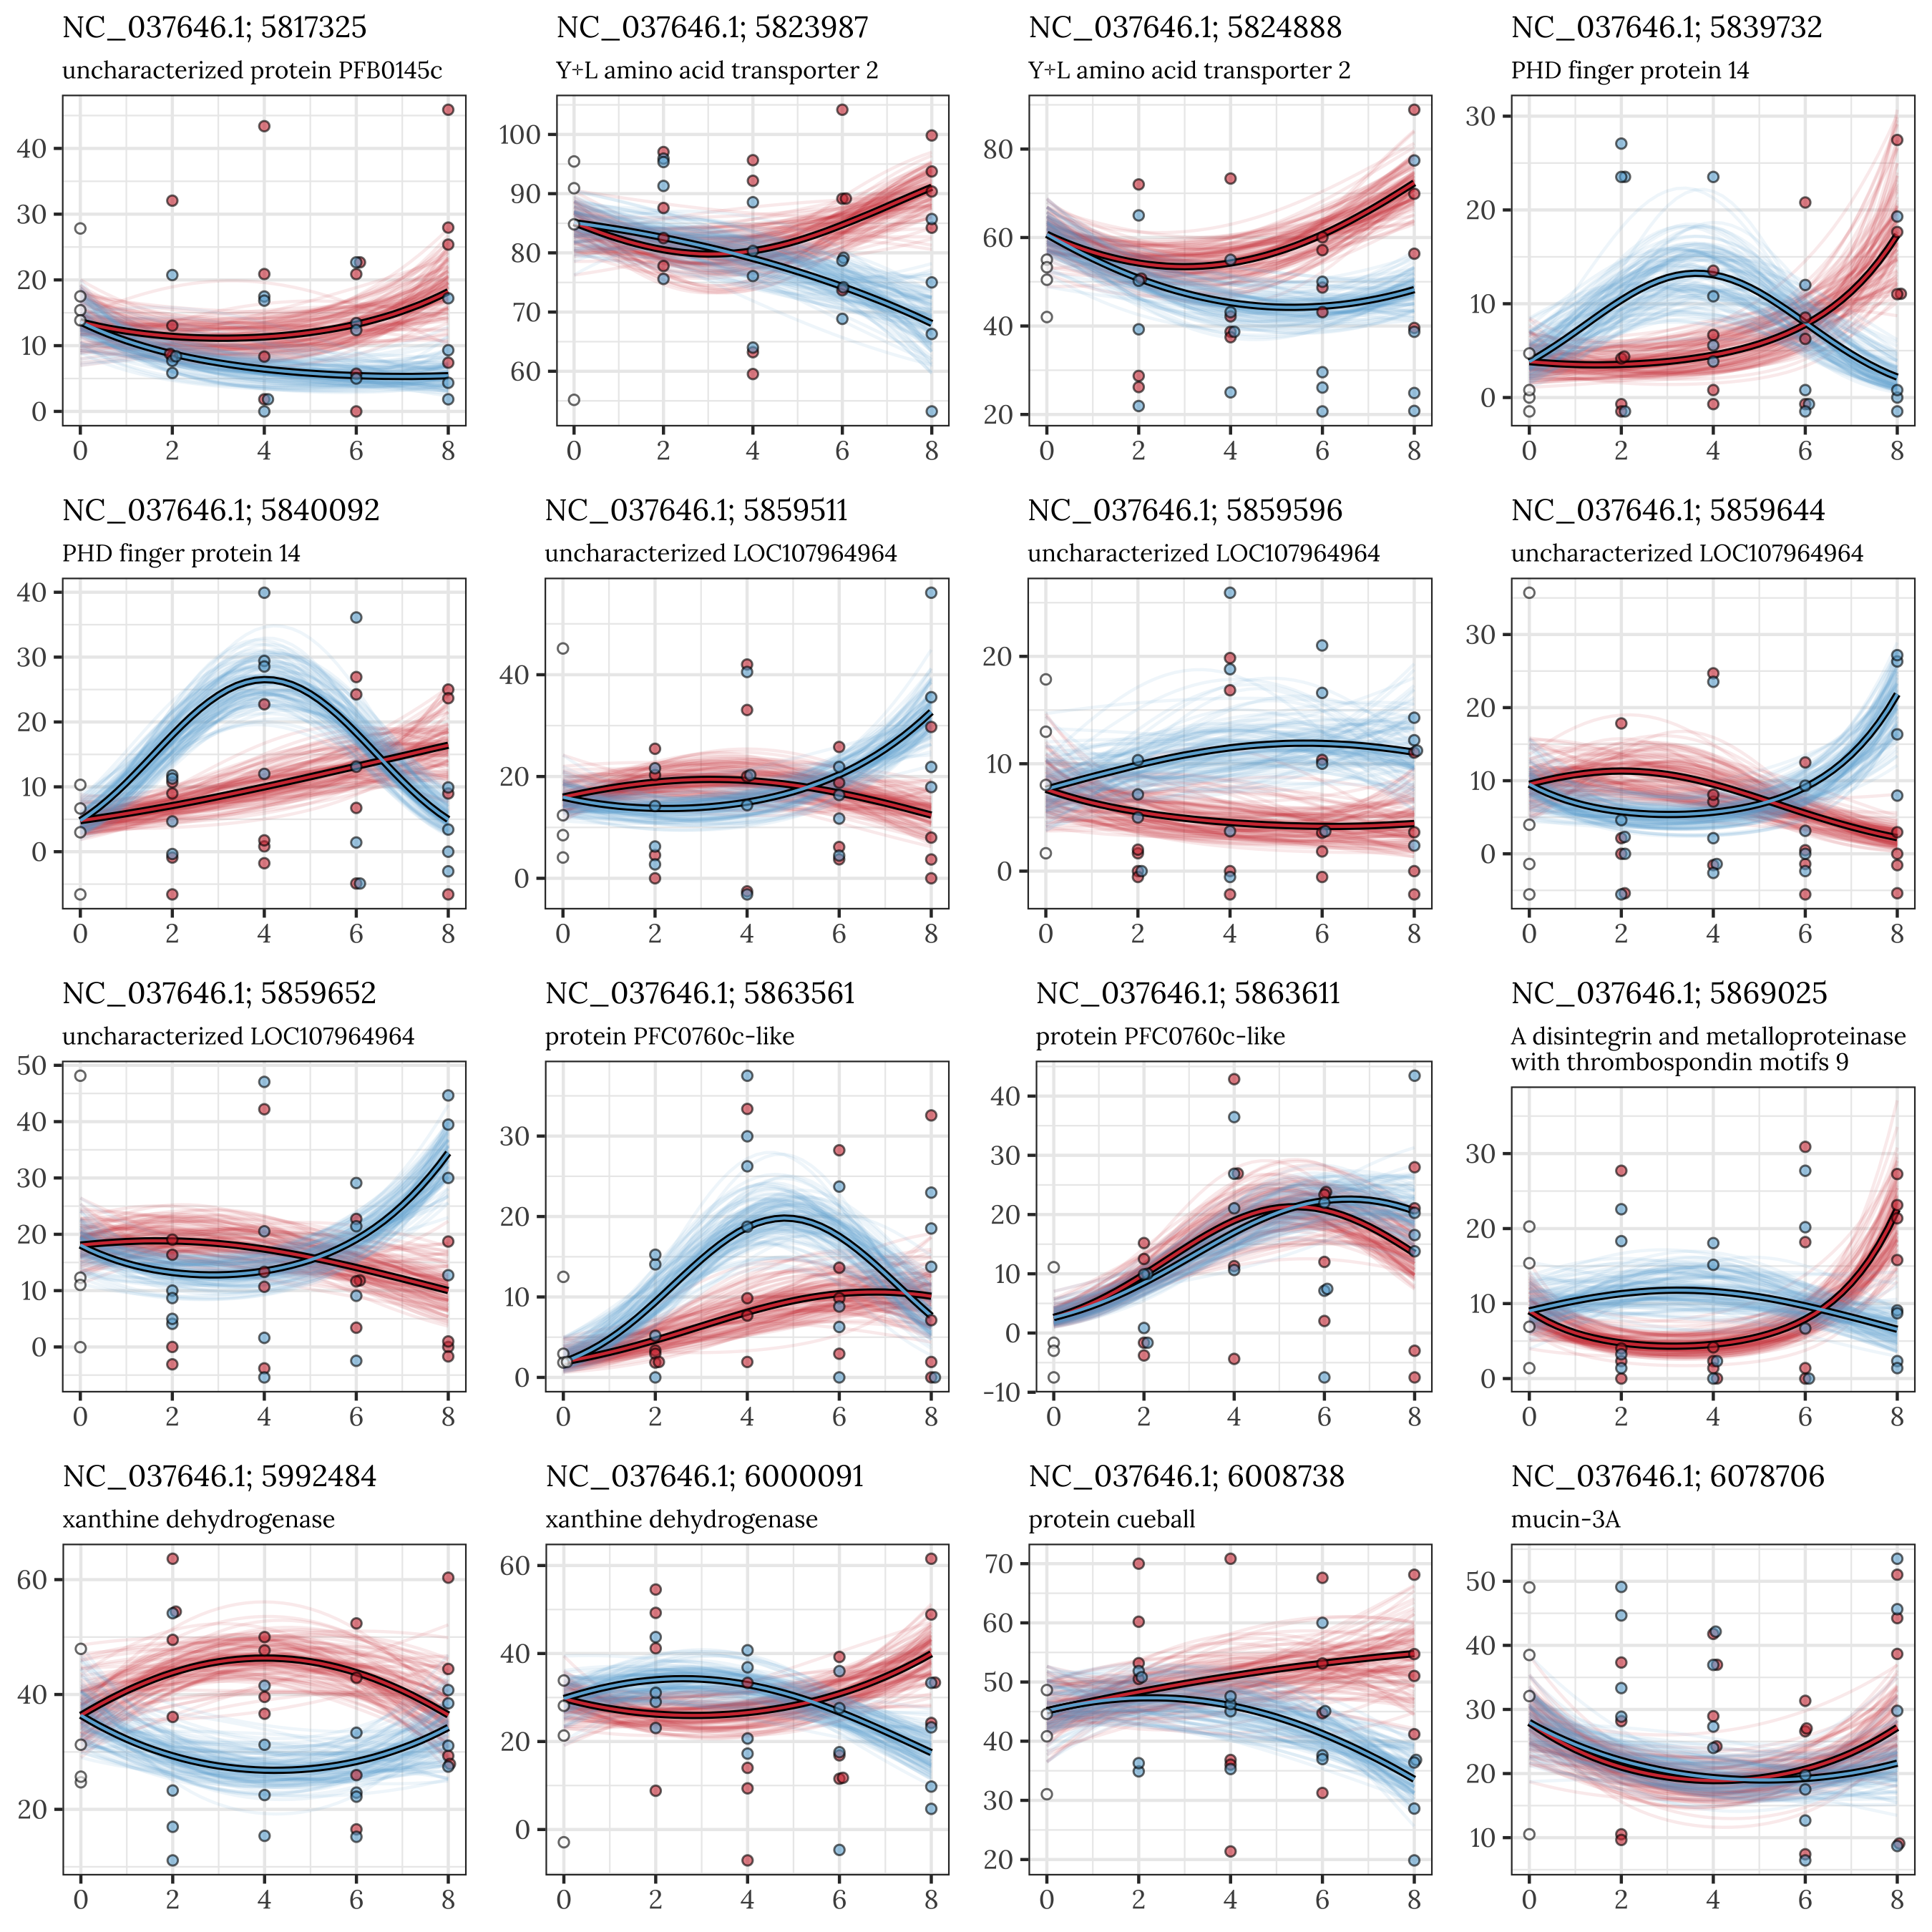 NC_037646.1; 5817325
uncharacterized protein PFB0145c
40
30
20
10
0
0 2 4 6 8
NC_037646.1; 5823987
Y+L amino acid transporter 2
100
90
80
70
60
0 2 4 6 8
NC_037646.1; 5824888
Y+L amino acid transporter 2
80
60
40
20
0 2 4 6 8
NC_037646.1; 5839732
PHD finger protein 14
30
20
10
0
0 2 4 6 8
NC_037646.1; 5840092
PHD finger protein 14
40
30
20
10
0
0 2 4 6 8
NC_037646.1; 5859511
uncharacterized LOC107964964
40
20
0
0 2 4 6 8
NC_037646.1; 5859596
uncharacterized LOC107964964
20
10
0
0 2 4 6 8
NC_037646.1; 5859644
uncharacterized LOC107964964
30
20
10
0
0 2 4 6 8
NC_037646.1; 5859652
uncharacterized LOC107964964
50
40
30
20
10
0
0 2 4 6 8
NC_037646.1; 5863561
protein PFC0760c-like
30
20
10
0
0 2 4 6 8
NC_037646.1; 5863611
protein PFC0760c-like
40
30
20
10
0
-10
0 2 4 6 8
NC_037646.1; 5869025
A disintegrin and metalloproteinase
with thrombospondin motifs 9
30
20
10
0
0 2 4 6 8
NC_037646.1; 5992484
xanthine dehydrogenase
60
40
20
0 2 4 6 8
NC_037646.1; 6000091
xanthine dehydrogenase
60
40
20
0
0 2 4 6 8
NC_037646.1; 6008738
protein cueball
70
60
50
40
30
20
0 2 4 6 8
NC_037646.1; 6078706
mucin-3A
50
40
30
20
10
0 2 4 6 8